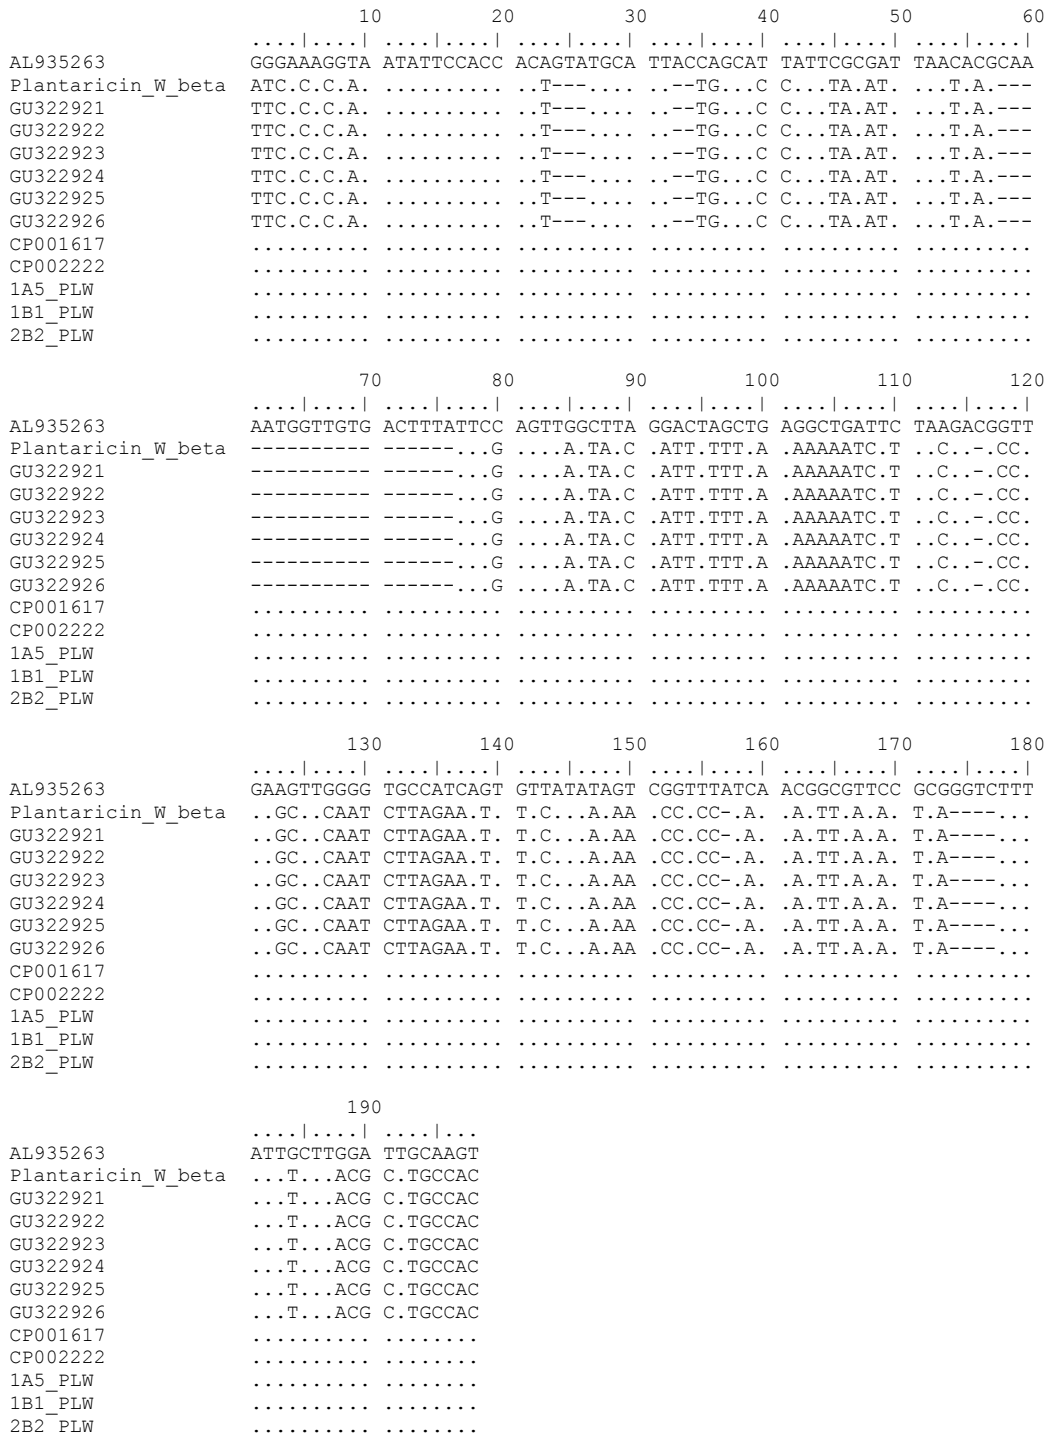 10 20 30 40 50 60
....|....| ....|....| ....|....| ....|....| ....|....| ....|....|
AL935263 GGGAAAGGTA ATATTCCACC ACAGTATGCA TTACCAGCAT TATTCGCGAT TAACACGCAA
Plantaricin_W_beta ATC.C.C.A. .......... ..T---.... ..--TG...C C...TA.AT. ...T.A.---
GU322921 TTC.C.C.A. .......... ..T---.... ..--TG...C C...TA.AT. ...T.A.---
GU322922 TTC.C.C.A. .......... ..T---.... ..--TG...C C...TA.AT. ...T.A.---
GU322923 TTC.C.C.A. .......... ..T---.... ..--TG...C C...TA.AT. ...T.A.---
GU322924 TTC.C.C.A. .......... ..T---.... ..--TG...C C...TA.AT. ...T.A.---
GU322925 TTC.C.C.A. .......... ..T---.... ..--TG...C C...TA.AT. ...T.A.---
GU322926 TTC.C.C.A. .......... ..T---.... ..--TG...C C...TA.AT. ...T.A.---
CP001617 .......... .......... .......... .......... .......... ..........
CP002222 .......... .......... .......... .......... .......... ..........
1A5_PLW .......... .......... .......... .......... .......... ..........
1B1_PLW .......... .......... .......... .......... .......... ..........
2B2_PLW .......... .......... .......... .......... .......... ..........
70 80 90 100 110 120
....|....| ....|....| ....|....| ....|....| ....|....| ....|....|
AL935263 AATGGTTGTG ACTTTATTCC AGTTGGCTTA GGACTAGCTG AGGCTGATTC TAAGACGGTT
Plantaricin_W_beta ---------- ------...G ....A.TA.C .ATT.TTT.A .AAAAATC.T ..C..-.CC.
GU322921 ---------- ------...G ....A.TA.C .ATT.TTT.A .AAAAATC.T ..C..-.CC.
GU322922 ---------- ------...G ....A.TA.C .ATT.TTT.A .AAAAATC.T ..C..-.CC.
GU322923 ---------- ------...G ....A.TA.C .ATT.TTT.A .AAAAATC.T ..C..-.CC.
GU322924 ---------- ------...G ....A.TA.C .ATT.TTT.A .AAAAATC.T ..C..-.CC.
GU322925 ---------- ------...G ....A.TA.C .ATT.TTT.A .AAAAATC.T ..C..-.CC.
GU322926 ---------- ------...G ....A.TA.C .ATT.TTT.A .AAAAATC.T ..C..-.CC.
CP001617 .......... .......... .......... .......... .......... ..........
CP002222 .......... .......... .......... .......... .......... ..........
1A5_PLW .......... .......... .......... .......... .......... ..........
1B1_PLW .......... .......... .......... .......... .......... ..........
2B2_PLW .......... .......... .......... .......... .......... ..........
130 140 150 160 170 180
....|....| ....|....| ....|....| ....|....| ....|....| ....|....|
AL935263 GAAGTTGGGG TGCCATCAGT GTTATATAGT CGGTTTATCA ACGGCGTTCC GCGGGTCTTT
Plantaricin_W_beta ..GC..CAAT CTTAGAA.T. T.C...A.AA .CC.CC-.A. .A.TT.A.A. T.A----...
GU322921 ..GC..CAAT CTTAGAA.T. T.C...A.AA .CC.CC-.A. .A.TT.A.A. T.A----...
GU322922 ..GC..CAAT CTTAGAA.T. T.C...A.AA .CC.CC-.A. .A.TT.A.A. T.A----...
GU322923 ..GC..CAAT CTTAGAA.T. T.C...A.AA .CC.CC-.A. .A.TT.A.A. T.A----...
GU322924 ..GC..CAAT CTTAGAA.T. T.C...A.AA .CC.CC-.A. .A.TT.A.A. T.A----...
GU322925 ..GC..CAAT CTTAGAA.T. T.C...A.AA .CC.CC-.A. .A.TT.A.A. T.A----...
GU322926 ..GC..CAAT CTTAGAA.T. T.C...A.AA .CC.CC-.A. .A.TT.A.A. T.A----...
CP001617 .......... .......... .......... .......... .......... ..........
CP002222 .......... .......... .......... .......... .......... ..........
1A5_PLW .......... .......... .......... .......... .......... ..........
1B1_PLW .......... .......... .......... .......... .......... ..........
2B2_PLW .......... .......... .......... .......... .......... ..........
190
....|....| ....|...
AL935263 ATTGCTTGGA TTGCAAGT
Plantaricin_W_beta ...T...ACG C.TGCCAC
GU322921 ...T...ACG C.TGCCAC
GU322922 ...T...ACG C.TGCCAC
GU322923 ...T...ACG C.TGCCAC
GU322924 ...T...ACG C.TGCCAC
GU322925 ...T...ACG C.TGCCAC
GU322926 ...T...ACG C.TGCCAC
CP001617 .......... ........
CP002222 .......... ........
1A5_PLW .......... ........
1B1_PLW .......... ........
2B2_PLW .......... ........